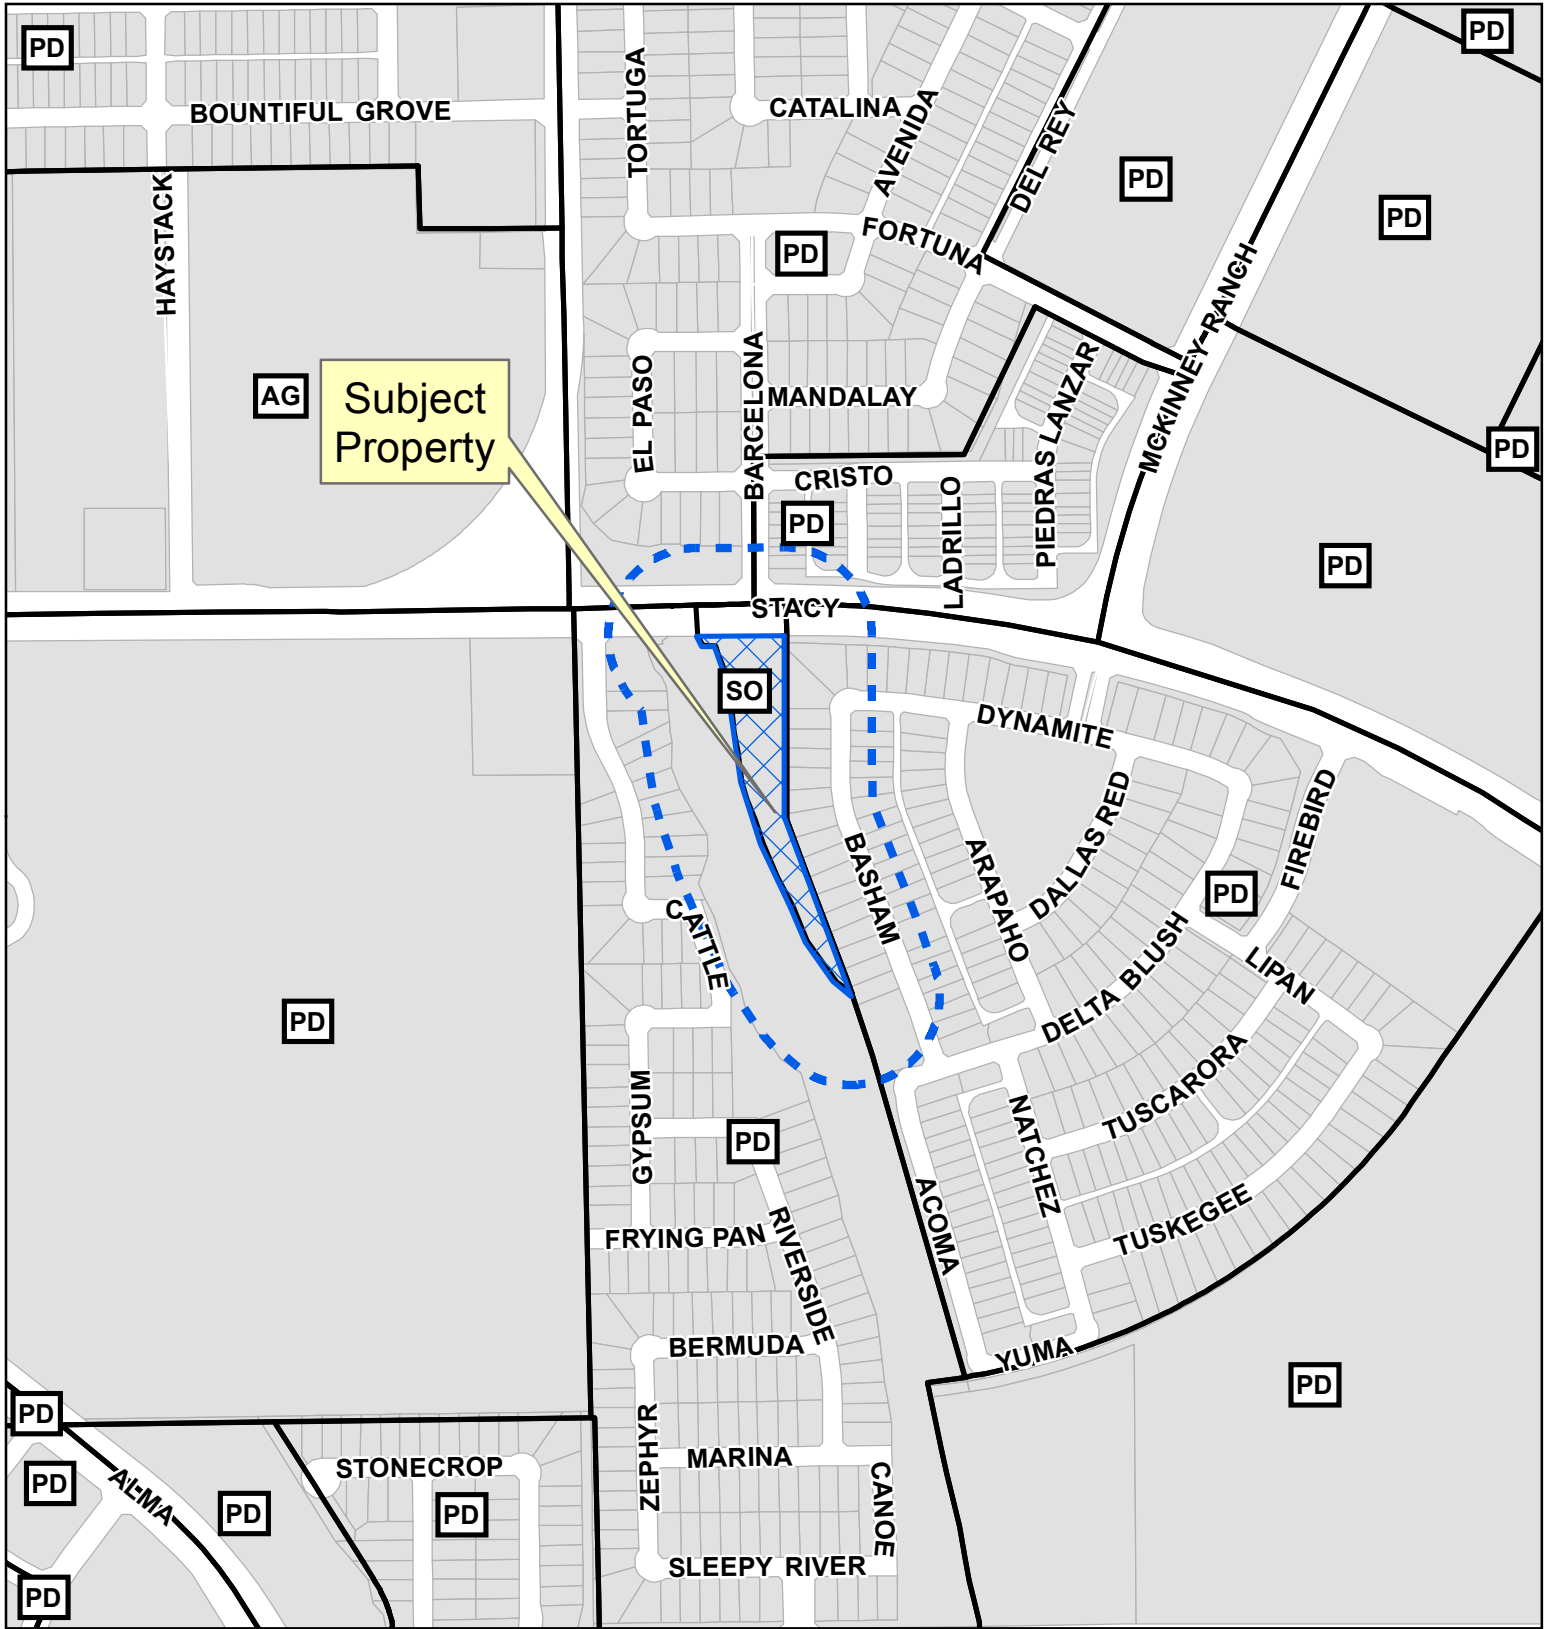 PD
PD
BOUNTIFUL GROVE
TORTUGA
CATALINA
AVENIDA
DEL REY
PD
PD
HAYSTACK
FORTUNA
PD
MCKINNEY RANCH
AG
Subject
Property
EL PASO
BARCELONA
MANDALAY
PIEDRAS LANZAR
PD
CRISTO
LADRILLO
PD
PD
STACY
SO
DYNAMITE
DALLAS RED
FIREBIRD
BASHAM
ARAPAHO
PD
CATTLE
DELTA BLUSH
LIPAN
PD
TUSCARORA
GYPSUM
NATCHEZ
PD
ACOMA
TUSKEGEE
FRYING PAN
RIVERSIDE
BERMUDA
YUMA
PD
PD
ZEPHYR
MARINA
STONECROP
CANOE
PD
ALMA
PD
PD
SLEEPY RIVER
PD